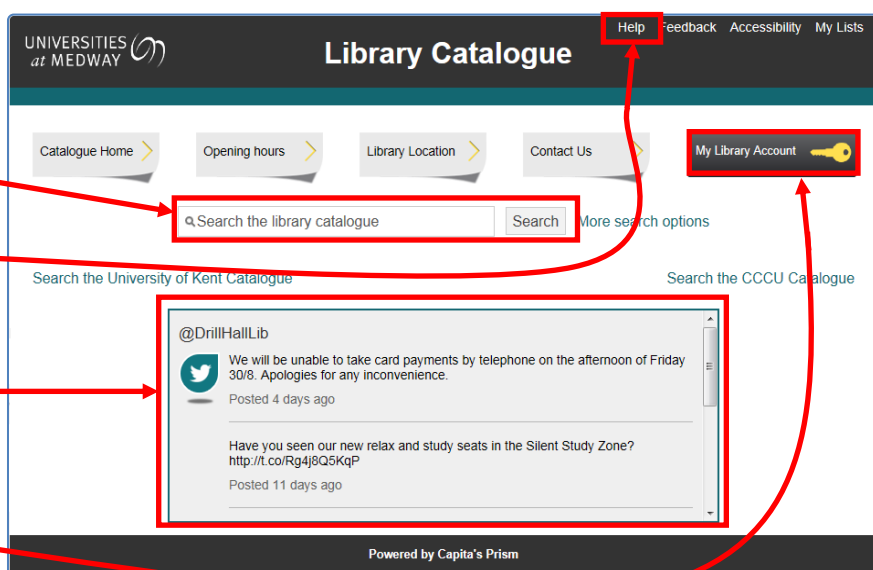 Help Feedback Accessibility My Lists
UNIVERSITIES
at MEDWAY
Library Catalogue
Catalogue Home
Opening hours
Library Location
Contact Us
My Library Account
Search the library catalogue
Search
More search options
Search the University of Kent Catalogue
Search the CCCU Catalogue
@DrillHallLib
We will be unable to take card payments by telephone on the afternoon of Friday
30/8. Apologies for any inconvenience.
Posted 4 days ago
Have you seen our new relax and study seats in the Silent Study Zone?
http://t.co/Rg4j8Q5KqP
Posted 11 days ago
Powered by Capita's Prism